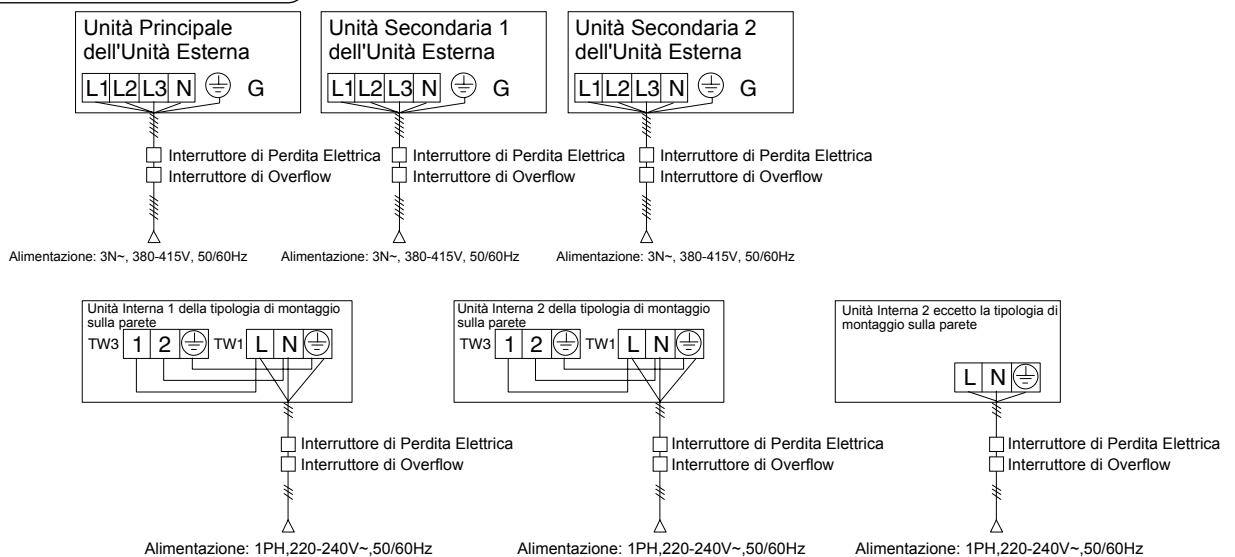 Unità Principale
dell'Unità Esterna
L1 L2 L3 N G
Unità Secondaria 1
dell'Unità Esterna
L1 L2 L3 N G
Unità Secondaria 2
dell'Unità Esterna
L1 L2 L3 N G
Interruttore di Perdita Elettrica
Interruttore di Overflow
Interruttore di Perdita Elettrica
Interruttore di Overflow
Interruttore di Perdita Elettrica
Interruttore di Overflow
Alimentazione: 3N~, 380-415V, 50/60Hz
Alimentazione: 3N~, 380-415V, 50/60Hz
Alimentazione: 3N~, 380-415V, 50/60Hz
Unità Interna 1 della tipologia di montaggio
sulla parete
TW3 1 2 TW1 L N
Unità Interna 2 della tipologia di montaggio
sulla parete
TW3 1 2 TW1 L N
Unità Interna 2 eccetto la tipologia di
montaggio sulla parete
L N
Interruttore di Perdita Elettrica
Interruttore di Overflow
Interruttore di Perdita Elettrica
Interruttore di Overflow
Interruttore di Perdita Elettrica
Interruttore di Overflow
Alimentazione: 1PH,220-240V~,50/60Hz
Alimentazione: 1PH,220-240V~,50/60Hz
Alimentazione: 1PH,220-240V~,50/60Hz